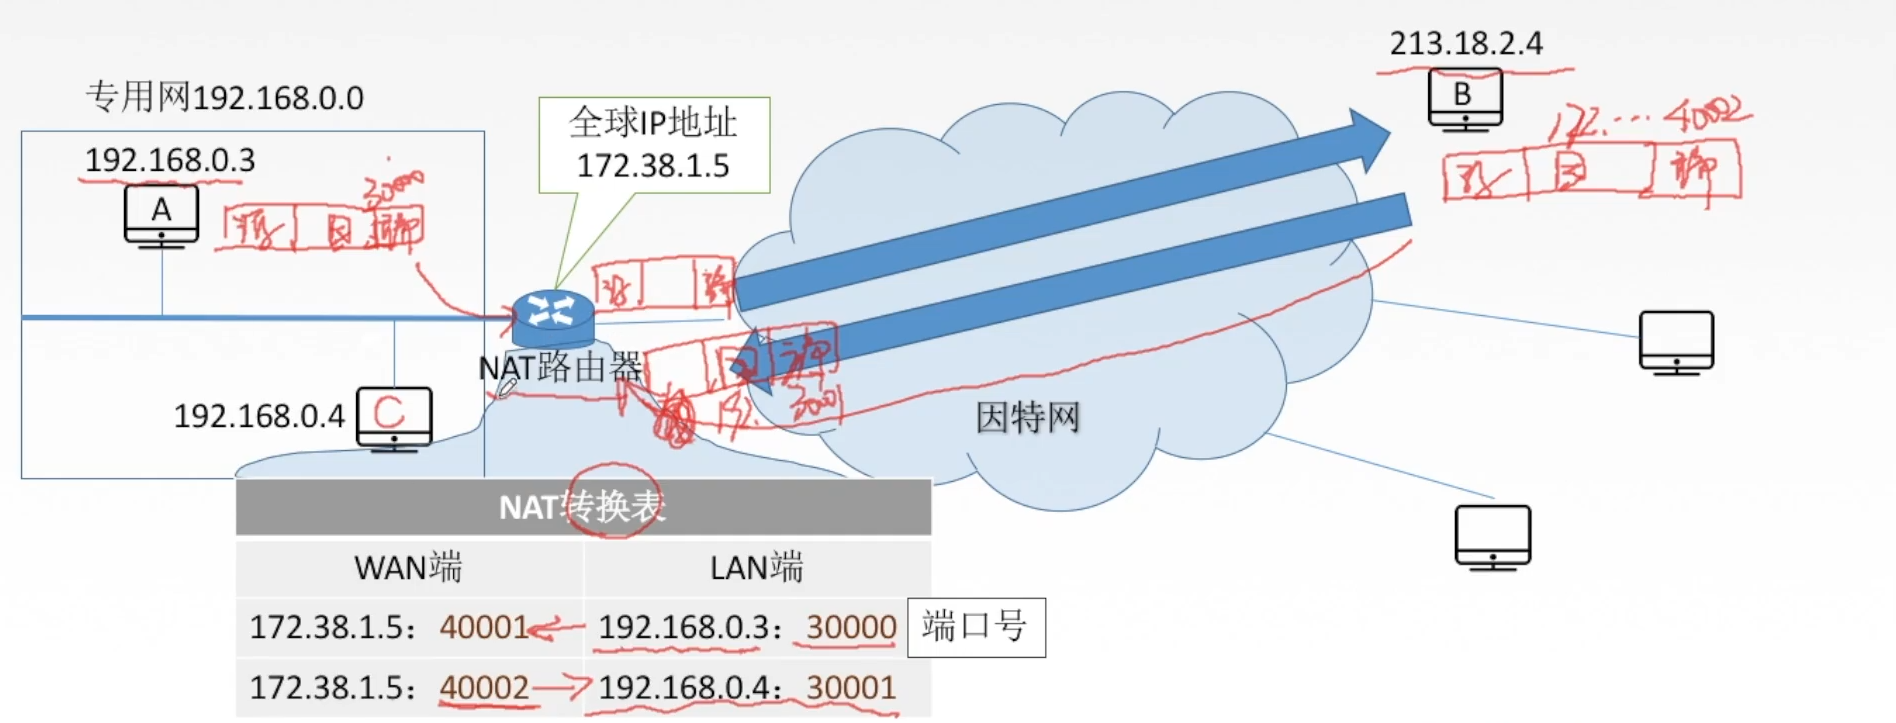 213.18.2.4
B
专用网192.168.0.0
全球IP地址
172.38.1.5
172.... 40002
源 目 端
192.168.0.3
30000
A
源 目 端
源 端
NAT路由器
目 端
192. 30001
192.168.0.4
C
因特网
NAT转换表
WAN端 LAN端
172.38.1.5： 40001 192.168.0.3： 30000 端口号
172.38.1.5： 40002 192.168.0.4： 30001